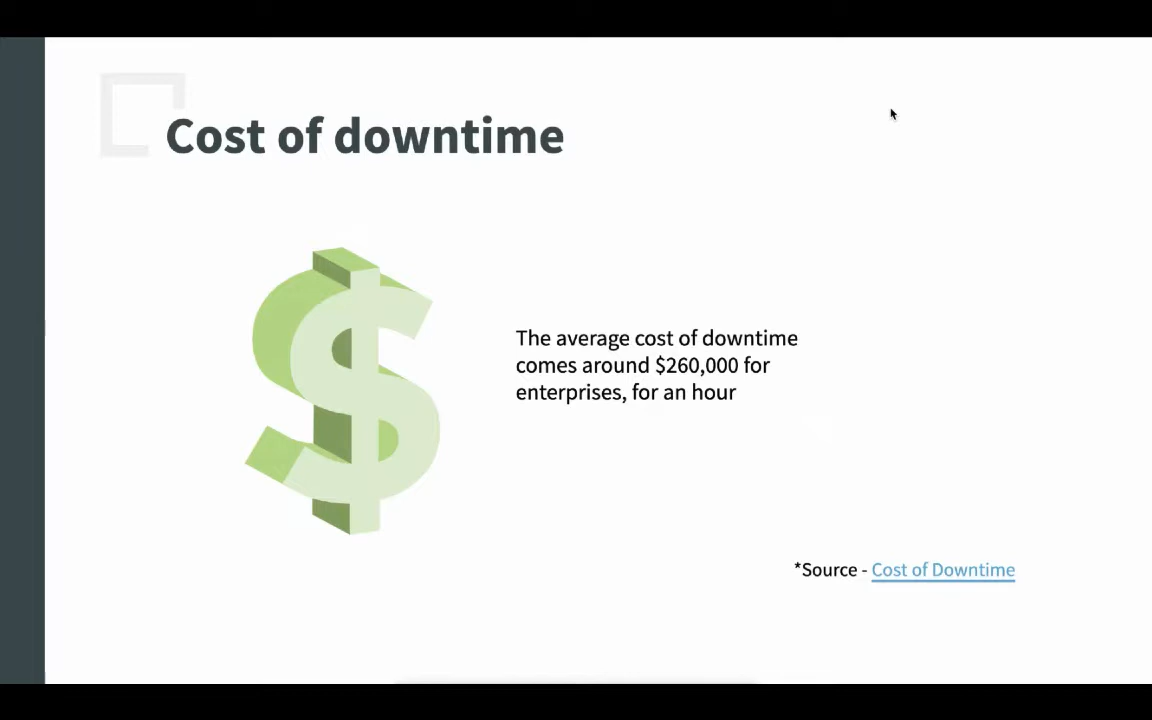 Cost of downtime
The average cost of downtime
comes around $260,000 for
enterprises, for an hour
*Source - Cost of Downtime